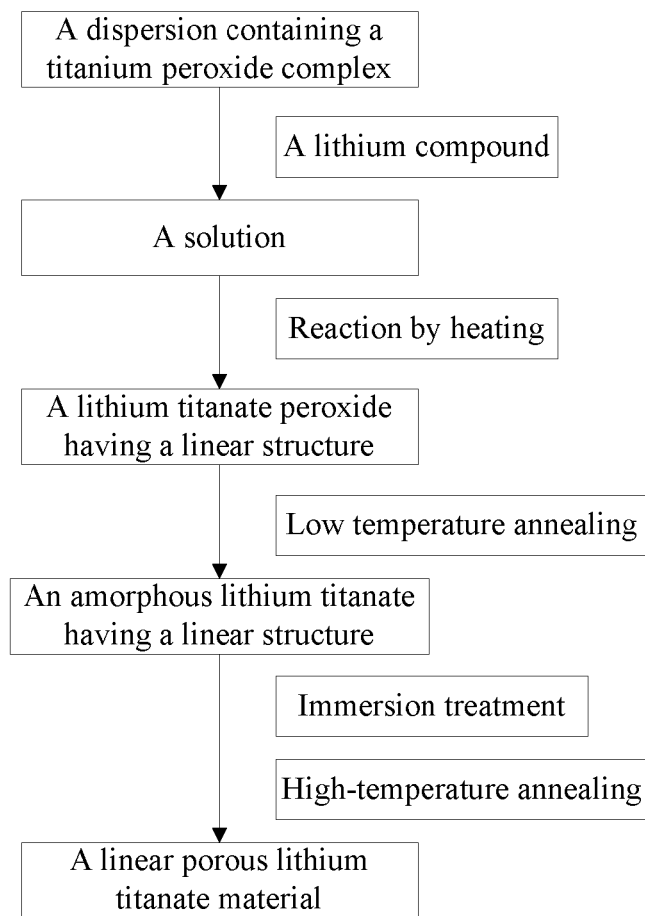 A dispersion containing a
titanium peroxide complex
A lithium compound
A solution
Reaction by heating
A lithium titanate peroxide
having a linear structure
Low temperature annealing
An amorphous lithium titanate
having a linear structure
Immersion treatment
High-temperature annealing
A linear porous lithium
titanate material